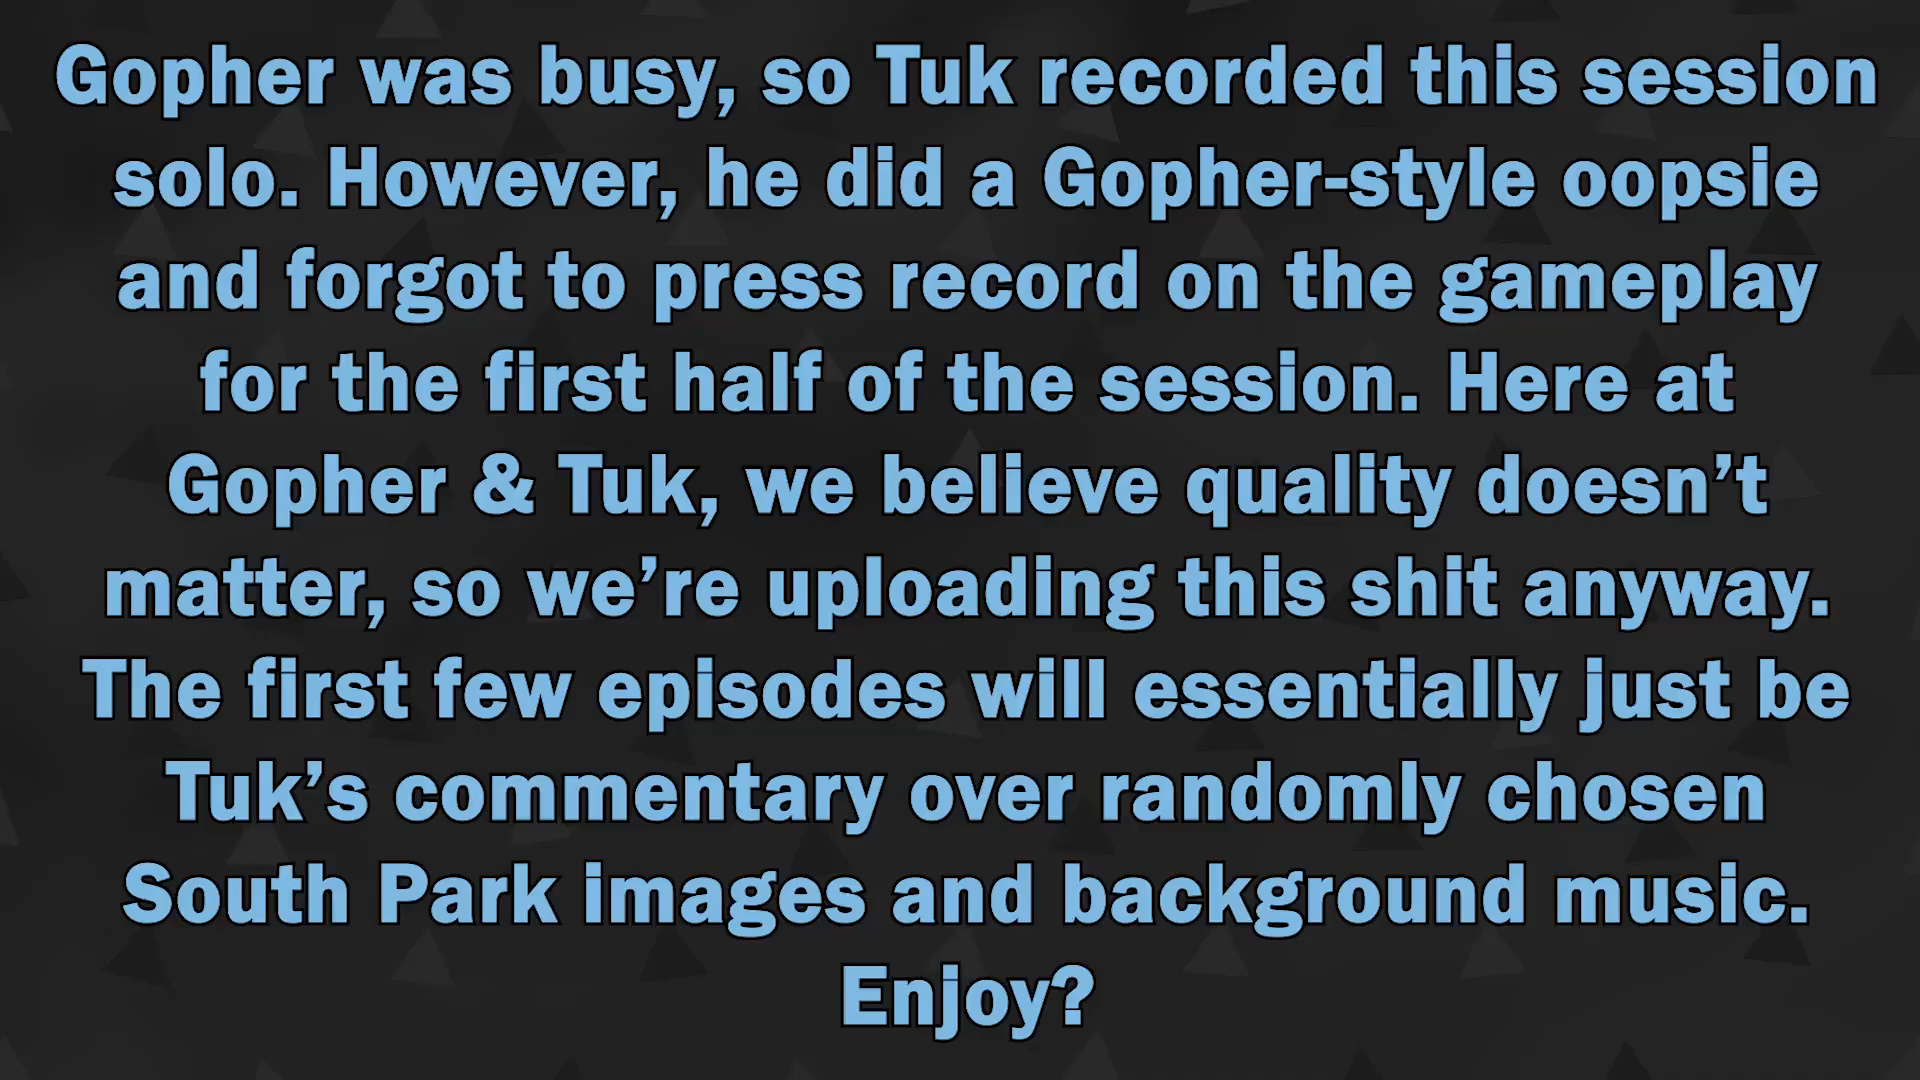 Gopher was busy, so Tuk recorded this session
solo. However, he did a Gopher-style oopsie
and forgot to press record on the gameplay
for the first half of the session. Here at
Gopher & Tuk, we believe quality doesn’t
matter, so we’re uploading this shit anyway.
The first few episodes will essentially just be
Tuk’s commentary over randomly chosen
South Park images and background music.
Enjoy?